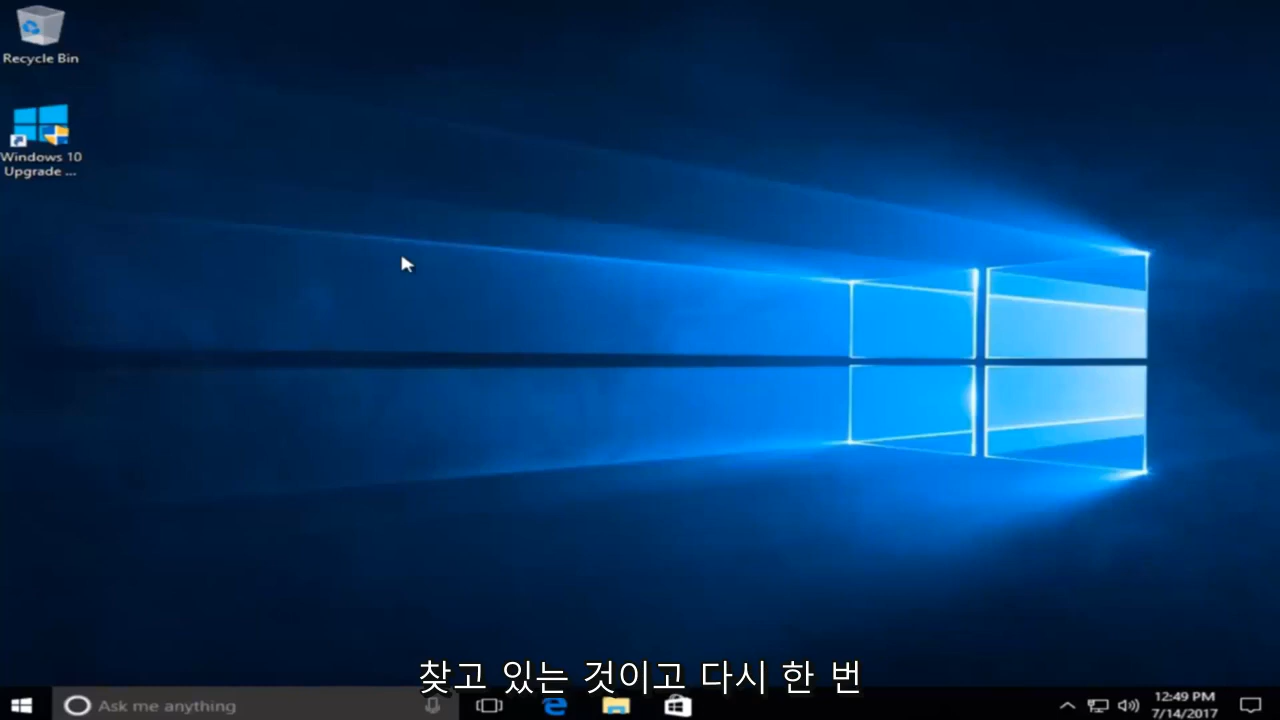 Recycle Bin
Windows 10
Upgrade ...
찾고 있는 것이고 다시 한 번
Ask me anything
12:49 PM
7/14/2017